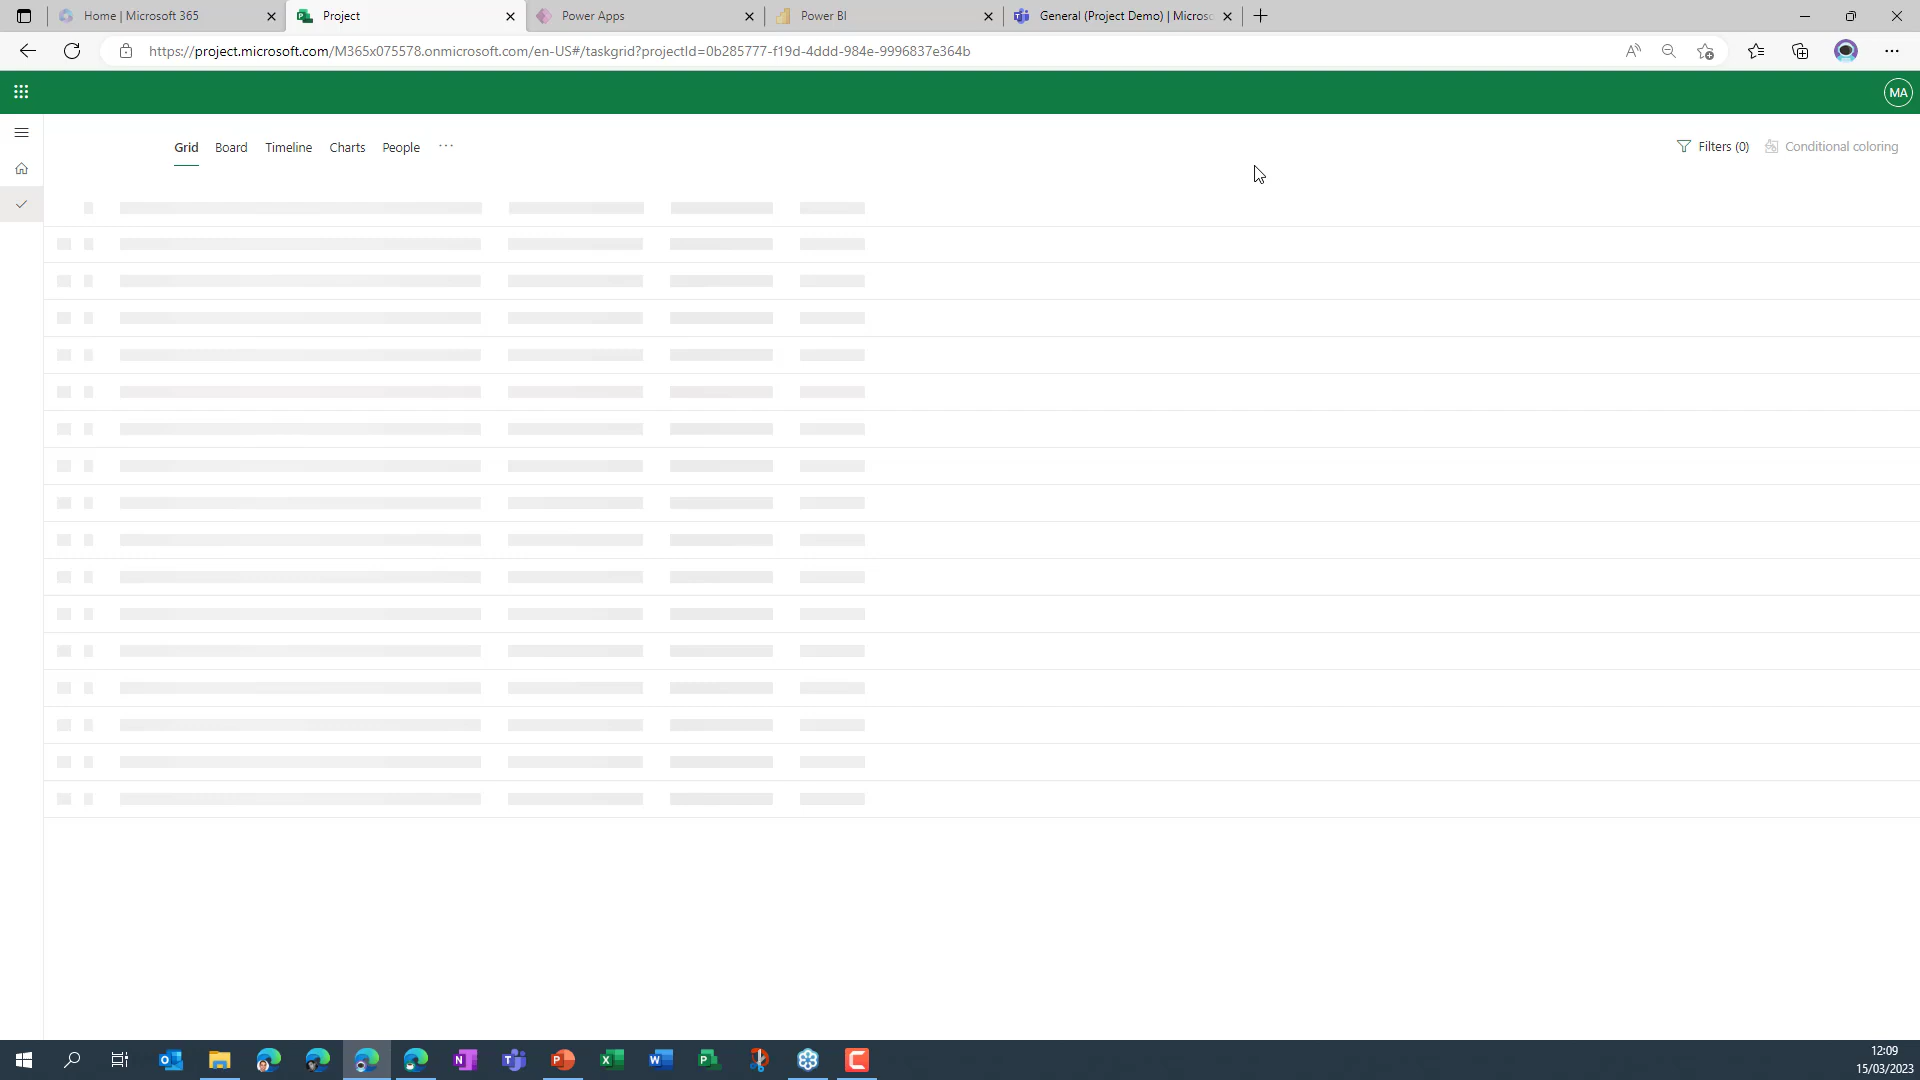 Home | Microsoft 365
Project
Power Apps
Power BI
General (Project Demo) | Micros
https://project.microsoft.com/M365x075578.onmicrosoft.com/en-US#/taskgrid?projectId=0b285777-f19d-4ddd-984e-9996837e364b
MA
Grid
Board
Timeline
Charts
People
Filters (0)
Conditional coloring
12:09
15/03/2023